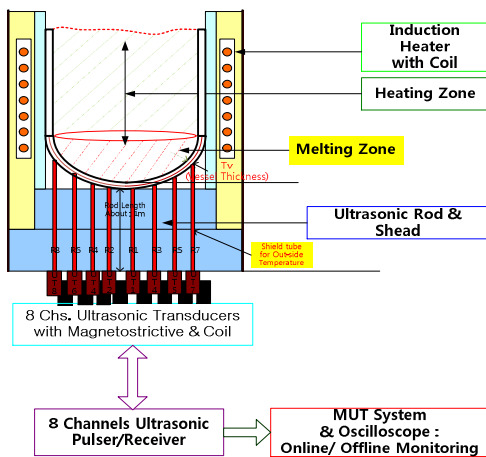 Induction
Heater
with Coil
Heating Zone
Melting Zone
Tv
(Vessel Thickness)
Rod Length
About : 1m
Ultrasonic Rod &
Shead
R8 R6 R4 R2 R1 R3 R5 R7
Shield tube
for Out-side
Temperature
8 Chs. Ultrasonic Transducers
with Magnetostrictive & Coil
8 Channels Ultrasonic
Pulser/Receiver
MUT System
& Oscilloscope :
Online/ Offline Monitoring